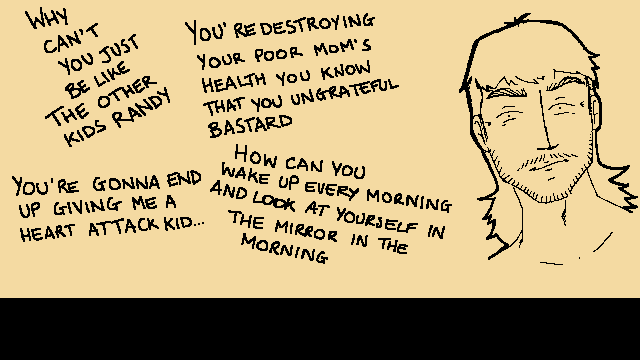 WHY
CAN'T
YOU JUST
BE LIKE
THE OTHER
KIDS RANDY
YOU'RE DESTROYING
YOUR POOR MOM'S
HEALTH YOU KNOW
THAT YOU UNGRATEFUL
BASTARD
YOU'RE GONNA END
UP GIVING ME A
HEART ATTACK KID...
HOW CAN YOU
WAKE UP EVERY MORNING
AND LOOK AT YOURSELF IN
THE MIRROR IN THE
MORNING